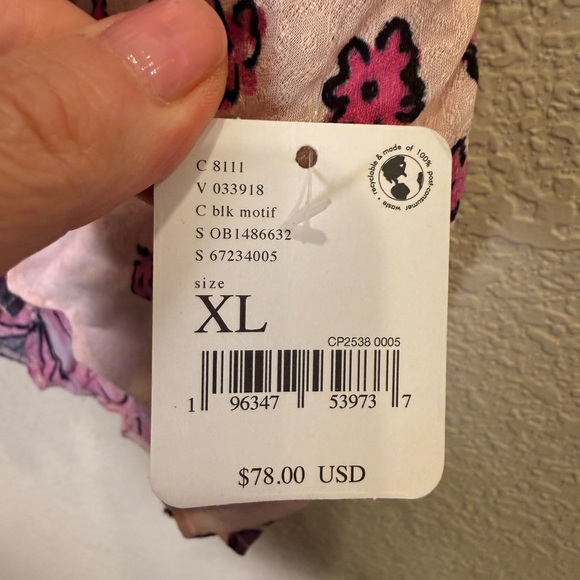 C 8111
V 033918
C blk motif
S OB1486632
S 67234005
size
XL
CP2538 0005
1 96347 53973 7
$78.00 USD
recyclable & made of 100% post-consumer waste •